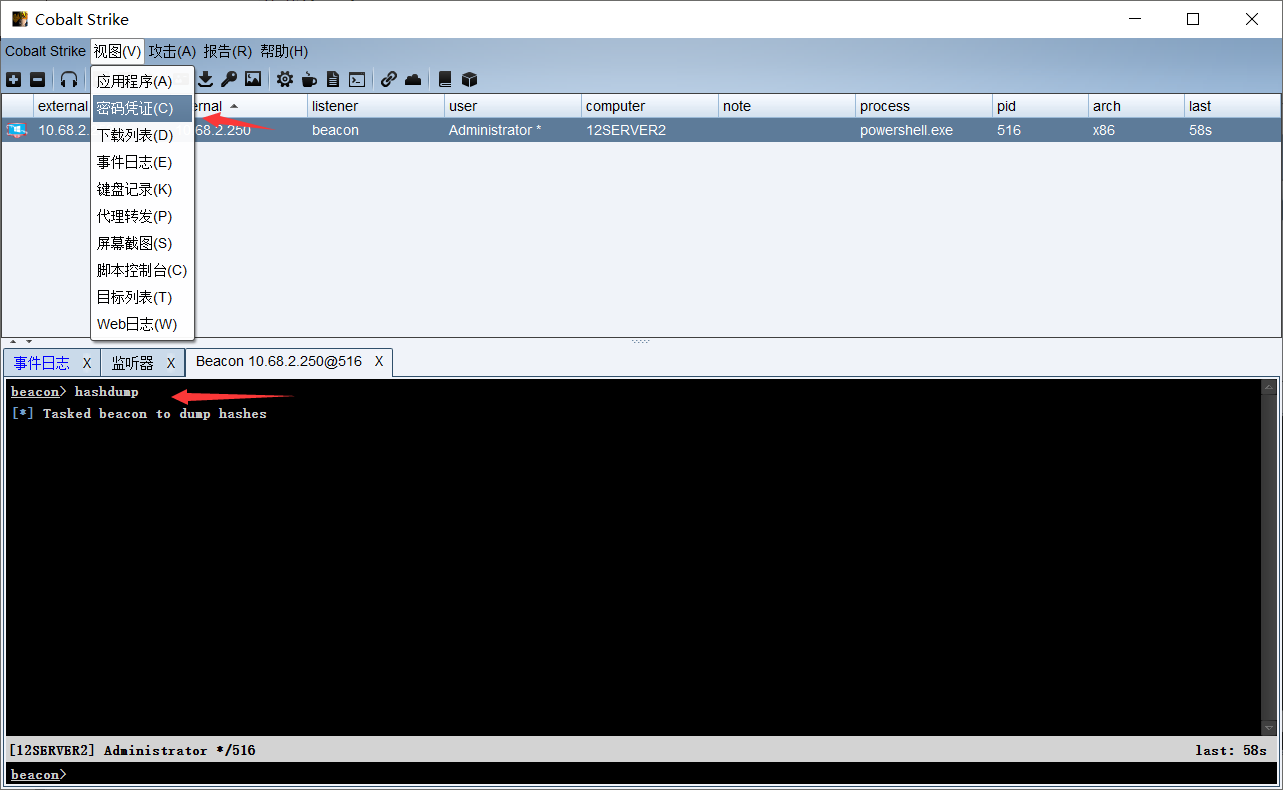 Cobalt Strike
Cobalt Strike 视图(V) 攻击(A) 报告(R) 帮助(H)
应用程序(A)
密码凭证(C)
下载列表(D)
事件日志(E)
键盘记录(K)
代理转发(P)
屏幕截图(S)
脚本控制台(C)
目标列表(T)
Web日志(W)
external rnal listener user computer note process pid arch last
10.68.2. 68.2.250 beacon Administrator * 12SERVER2 powershell.exe 516 x86 58s
事件日志 X 监听器 X Beacon 10.68.2.250@516 X
beacon> hashdump
[*] Tasked beacon to dump hashes
[12SERVER2] Administrator */516 last: 58s
beacon>